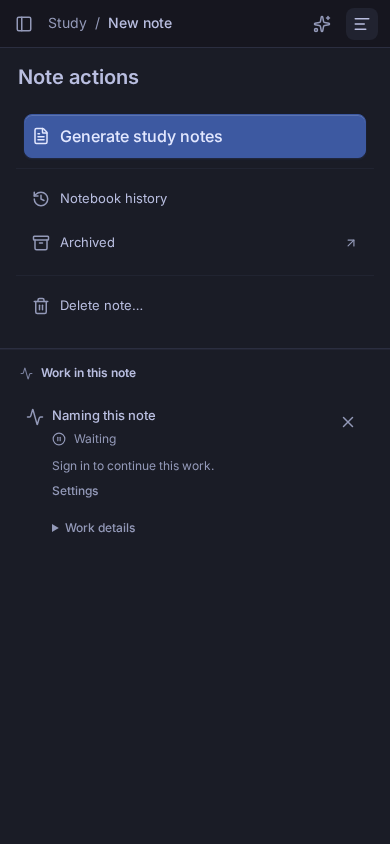 Study / New note
Note actions
Generate study notes
Notebook history
Archived
Delete note...
Work in this note
Naming this note
Waiting
Sign in to continue this work.
Settings
Work details